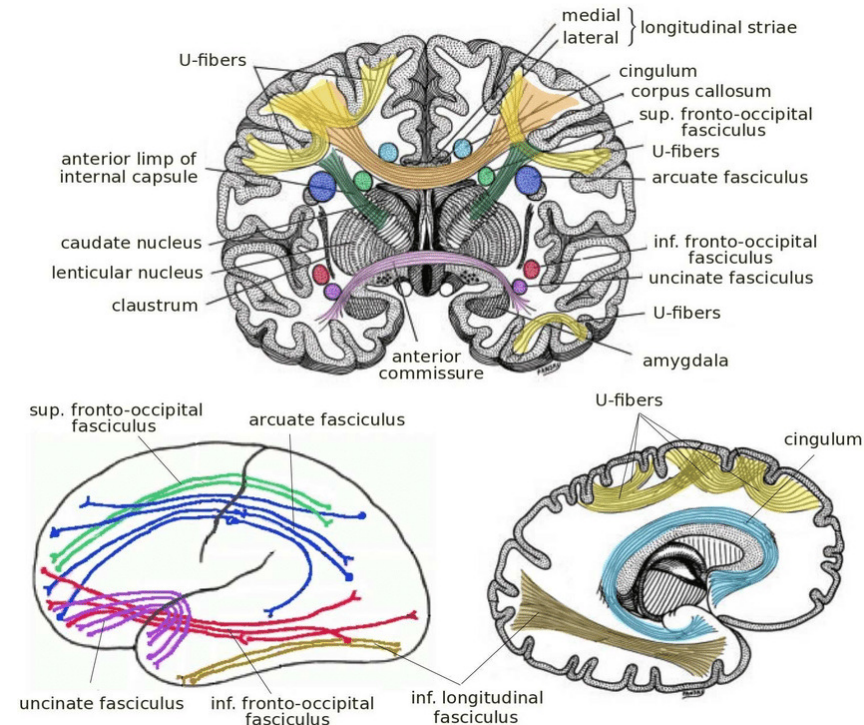 medial
lateral
longitudinal striae
U-fibers
cingulum
corpus callosum
sup. fronto-occipital
fasciculus
U-fibers
anterior limp of
internal capsule
arcuate fasciculus
caudate nucleus
inf. fronto-occipital
fasciculus
lenticular nucleus
uncinate fasciculus
claustrum
U-fibers
anterior
commissure
amygdala
sup. fronto-occipital
fasciculus
arcuate fasciculus
U-fibers
cingulum
uncinate fasciculus
inf. fronto-occipital
fasciculus
inf. longitudinal
fasciculus